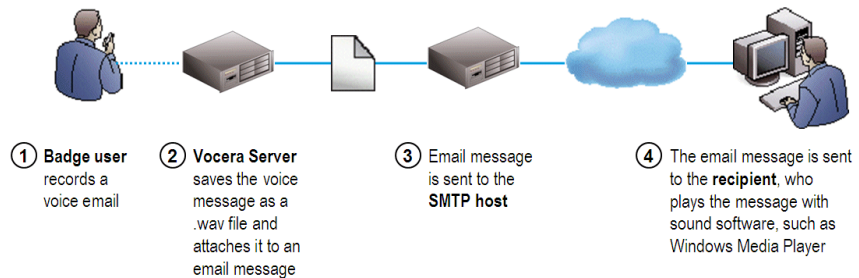 1 Badge user
records a
voice email
2 Vocera Server
saves the voice
message as a
.wav file and
attaches it to an
email message
3 Email message
is sent to the
SMTP host
4 The email message is sent
to the recipient, who
plays the message with
sound software, such as
Windows Media Player